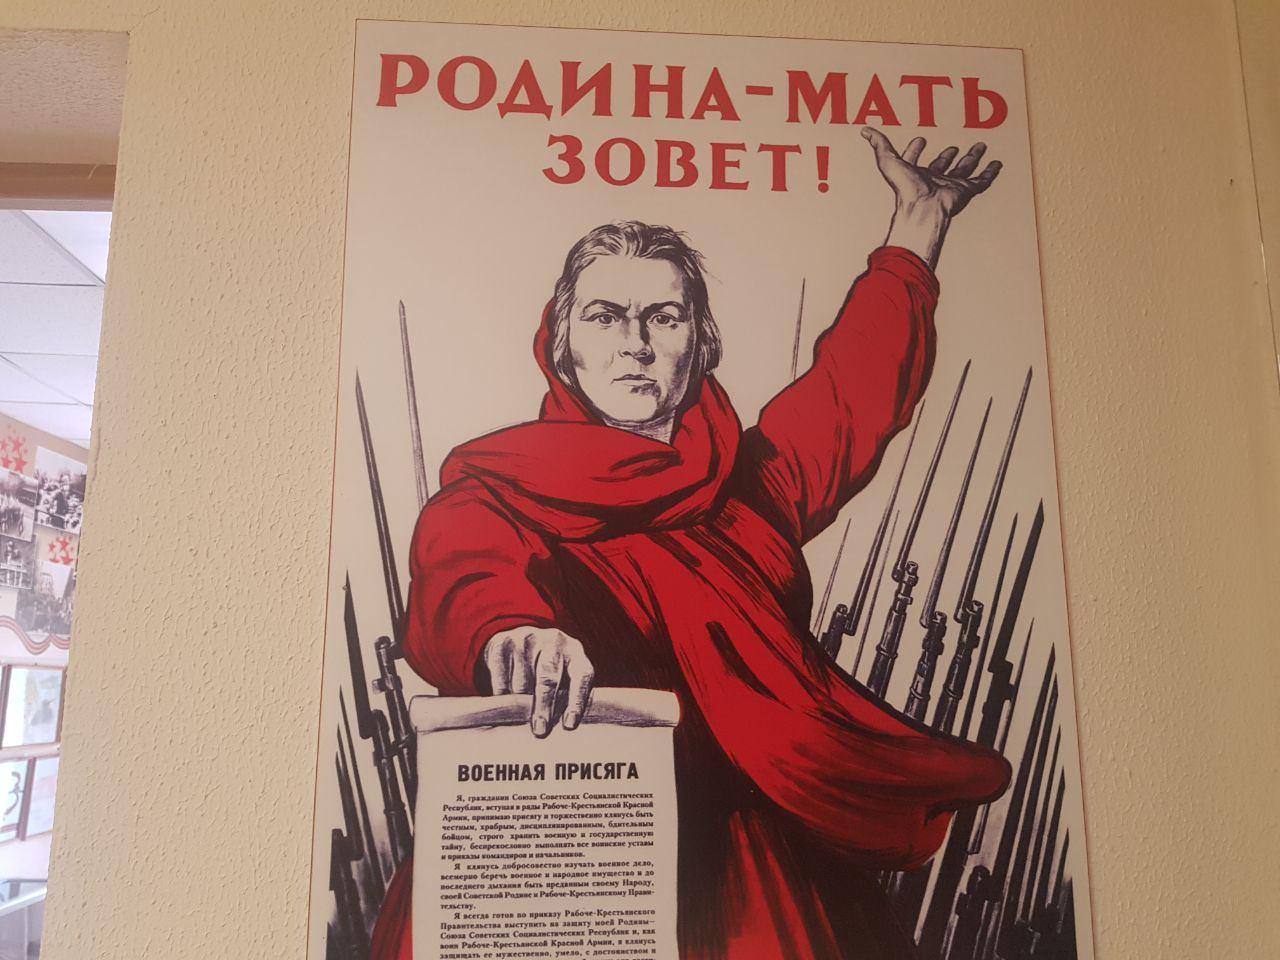 РОДИНА-МАТЬ
ЗОВЕТ!
ВОЕННАЯ ПРИСЯГА
Я, гражданин Союза Советских Социалистических
Республик, вступая в ряды Рабоче-Крестьянской Красной
Армии, принимаю присягу и торжественно клянусь быть
честным, храбрым, дисциплинированным, бдительным
бойцом, строго хранить военную и государственную
тайну, беспрекословно выполнять все воинские уставы
и приказы командиров и начальников.
Я клянусь добросовестно изучать военное дело,
всемерно беречь военное и народное имущество и до
последнего дыхания быть преданным своему Народу,
своей Советской Родине и Рабоче-Крестьянскому Прави-
тельству.
Я всегда готов по приказу Рабоче-Крестьянского
Правительства выступить на защиту моей Родины—
Союза Советских Социалистических Республик и, как
воин Рабоче-Крестьянской Красной Армии, я клянусь
защищать ее мужественно, умело, с достоинством и